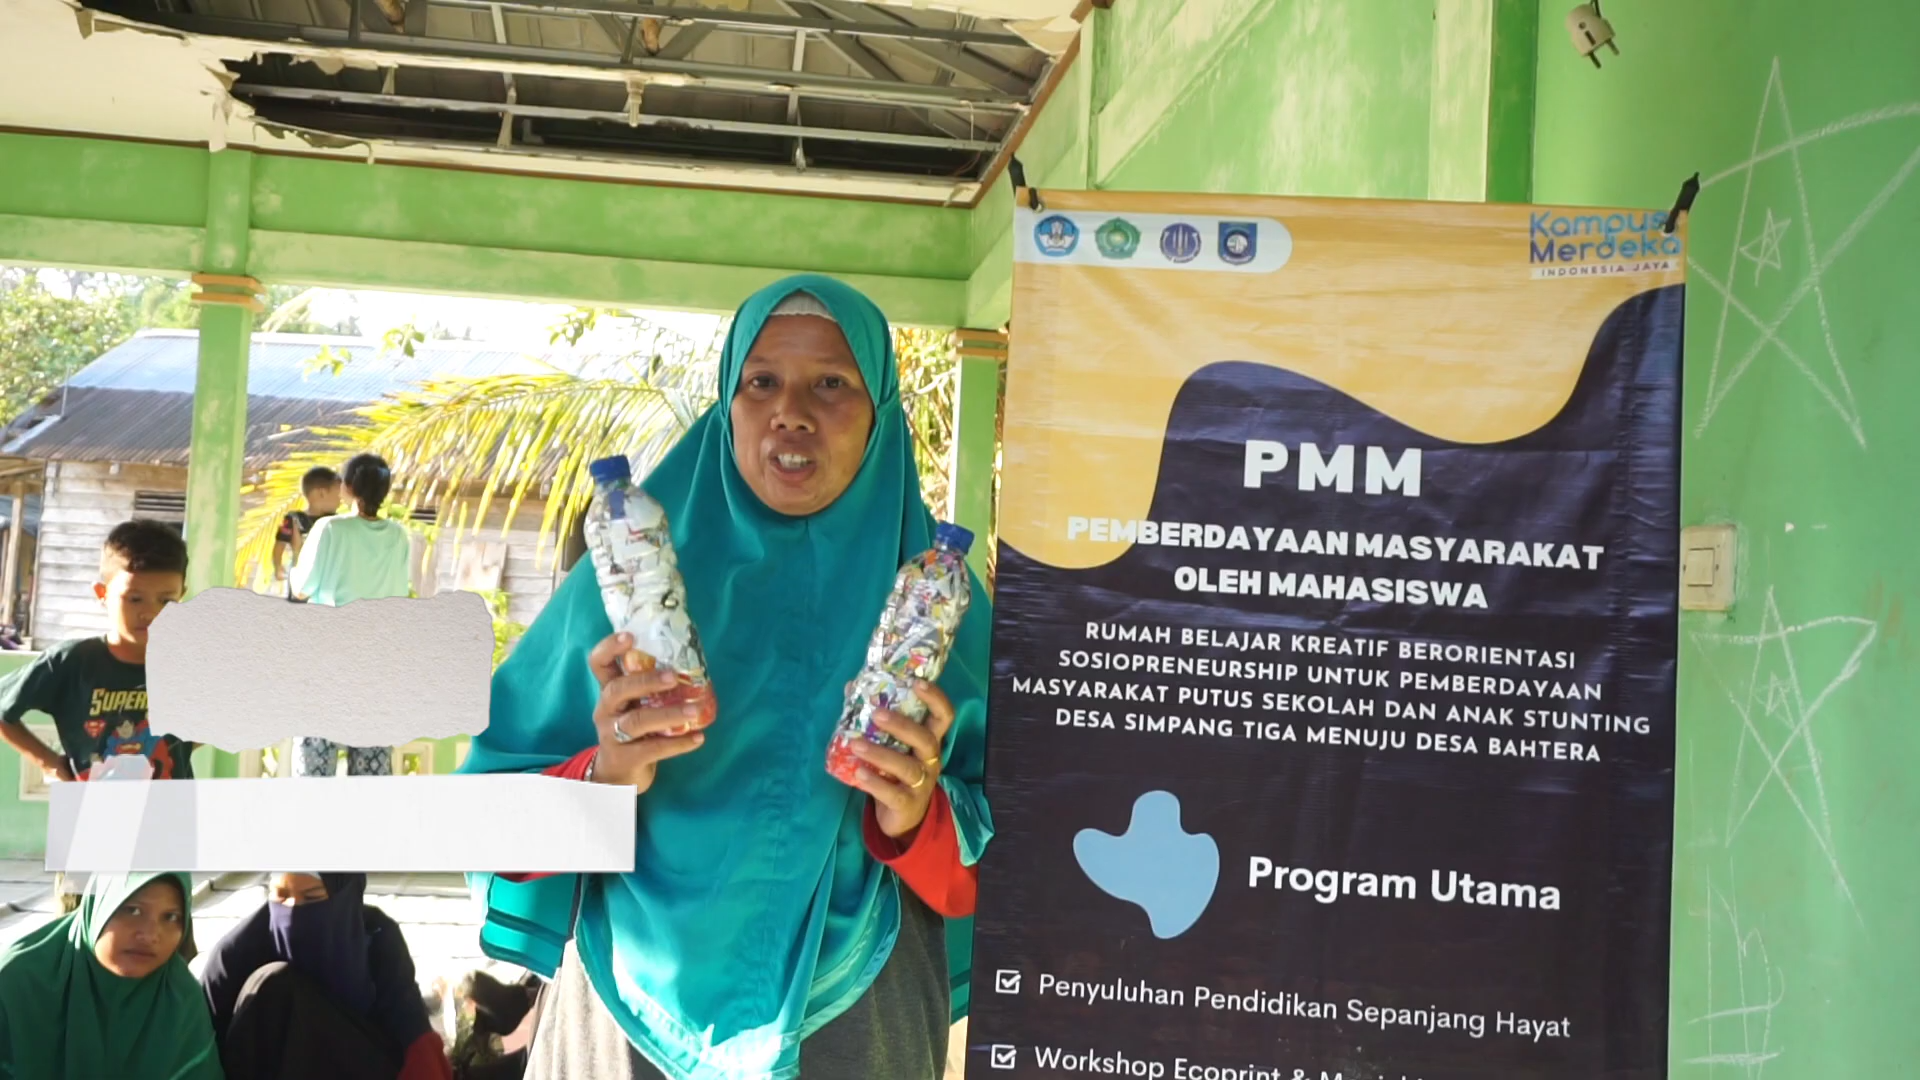 Kampus
Merdeka
INDONESIA JAYA
PMM
PEMBERDAYAAN MASYARAKAT
OLEH MAHASISWA
RUMAH BELAJAR KREATIF BERORIENTASI
SOSIOPRENEURSHIP UNTUK PEMBERDAYAAN
MASYARAKAT PUTUS SEKOLAH DAN ANAK STUNTING
DESA SIMPANG TIGA MENUJU DESA BAHTERA
Program Utama
Penyuluhan Pendidikan Sepanjang Hayat
Workshop Ecoprint &